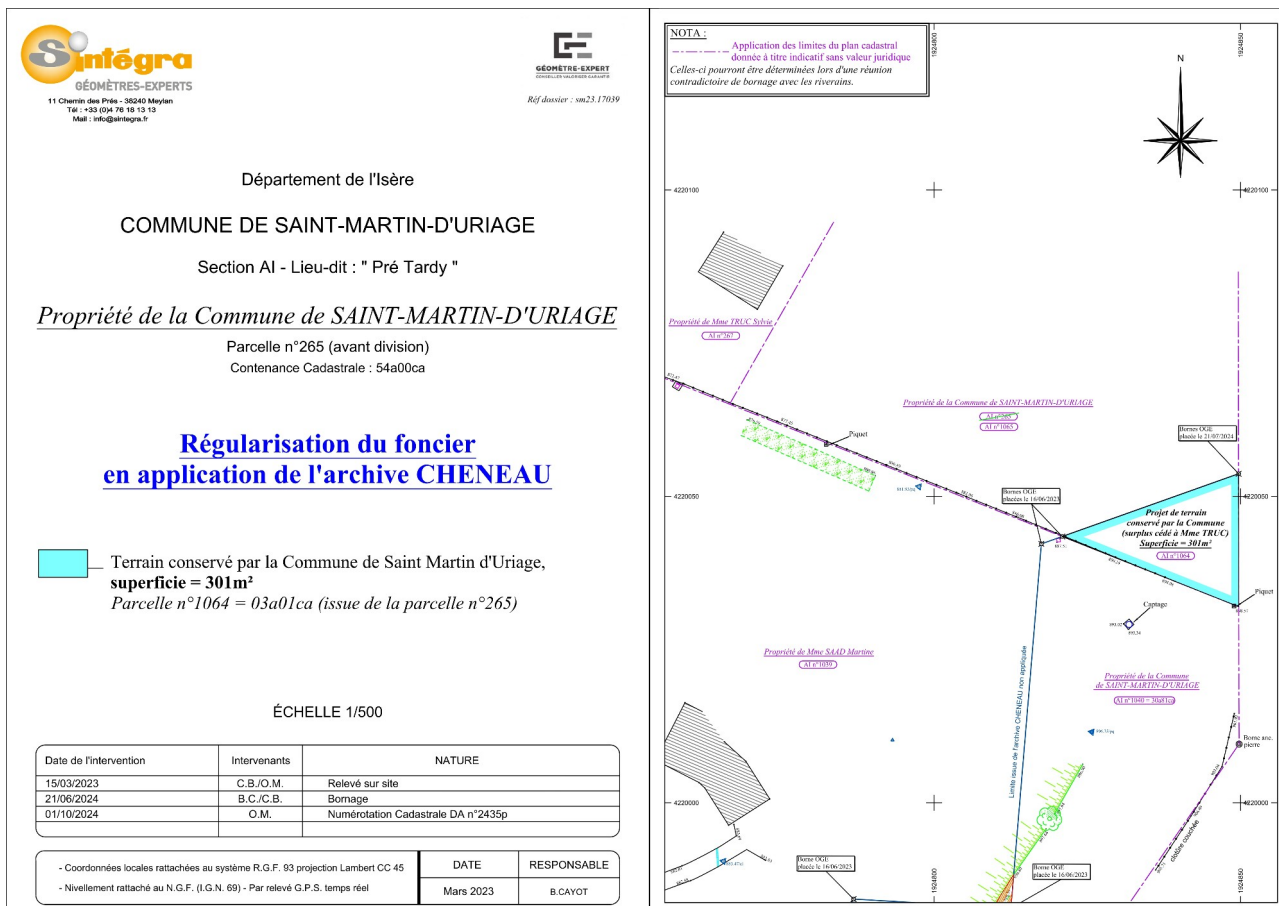 Sintégra
GÉOMÈTRES-EXPERTS
11 Chemin des Prés - 38240 Meylan
Tél : +33 (0)4 76 18 13 13
Mail : info@sintegra.fr
GÉOMÈTRE-EXPERT
CONSEILLER VALORISER GARANTIR
Réf dossier : sm23.17039
Département de l'Isère
COMMUNE DE SAINT-MARTIN-D'URIAGE
Section AI - Lieu-dit : " Pré Tardy "
Propriété de la Commune de SAINT-MARTIN-D'URIAGE
Parcelle n°265 (avant division)
Contenance Cadastrale : 54a00ca
Régularisation du foncier
en application de l'archive CHENEAU
Terrain conservé par la Commune de Saint Martin d'Uriage,
superficie = 301m²
Parcelle n°1064 = 03a01ca (issue de la parcelle n°265)
ÉCHELLE 1/500
Date de l'intervention Intervenants NATURE
15/03/2023 C.B./O.M. Relevé sur site
21/06/2024 B.C./C.B. Bornage
01/10/2024 O.M. Numérotation Cadastrale DA n°2435p
- Coordonnées locales rattachées au système R.G.F. 93 projection Lambert CC 45
- Nivellement rattaché au N.G.F. (I.G.N. 69) - Par relevé G.P.S. temps réel
DATE RESPONSABLE
Mars 2023 B.CAYOT
NOTA :
Application des limites du plan cadastral
donnée à titre indicatif sans valeur juridique
Celles-ci pourront être déterminées lors d'une réunion
contradictoire de bornage avec les riverains.
1924800
1924850
N
4220100
4220100
Propriété de Mme TRUC Sylvie
AI n°267
Propriété de la Commune de SAINT-MARTIN-D'URIAGE
AI n°265
AI n°1065
Piquet
Bornes OGE
placée le 21/07/2024
4220050
4220050
Bornes OGE
placées le 16/06/2023
Projet de terrain
conservé par la Commune
(surplus cédé à Mme TRUC)
Superficie = 301m²
AI n°1064
Piquet
Captage
Propriété de Mme SAAD Martine
AI n°1039
Limite issue de l'archive CHENEAU non appliquée
Propriété de la Commune
de SAINT-MARTIN-D'URIAGE
AI n°1040 = 30a81ca
Borne anc.
pierre
4220000
4220000
clôture couchée
Borne OGE
placée le 16/06/2023
Borne OGE
placée le 16/06/2023
1924800
1924850